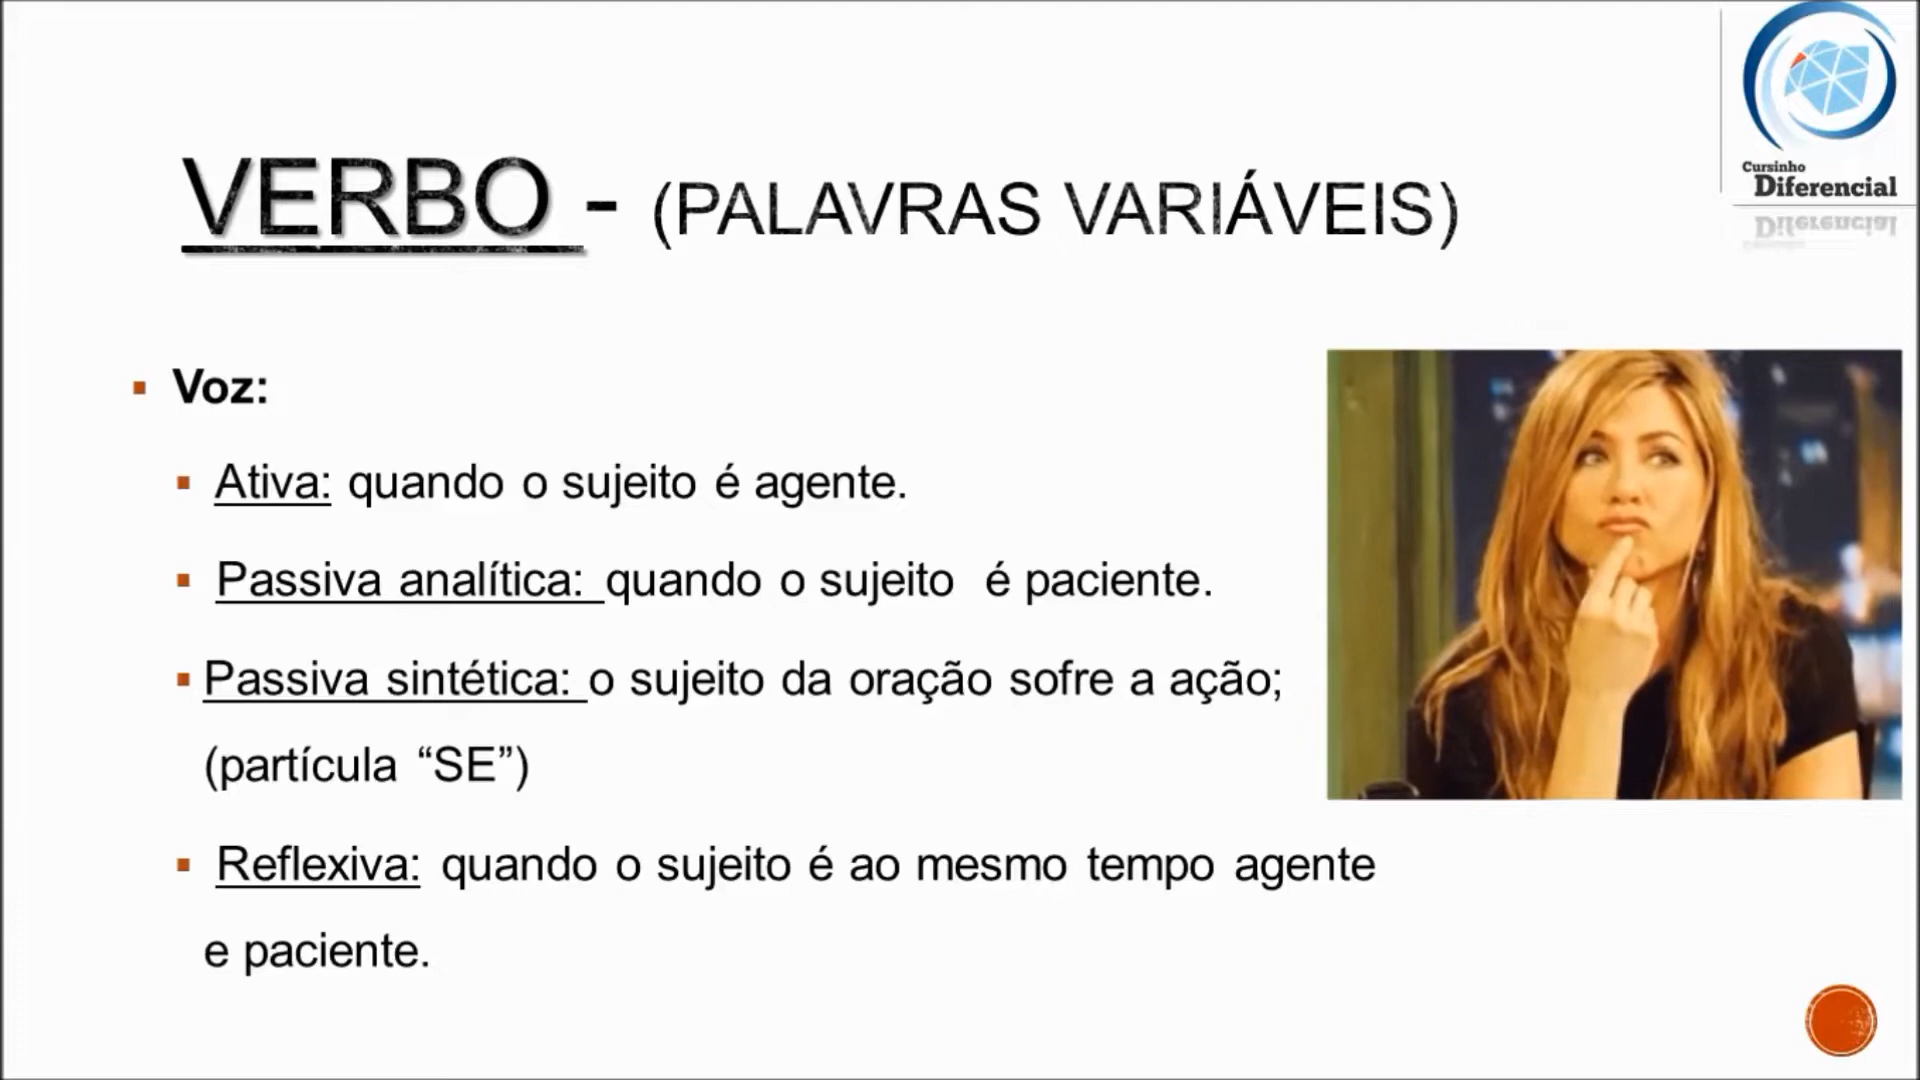 Cursinho
Diferencial
VERBO - (PALAVRAS VARIÁVEIS)
Voz:
Ativa: quando o sujeito é agente.
Passiva analítica: quando o sujeito é paciente.
Passiva sintética: o sujeito da oração sofre a ação;
(partícula “SE”)
Reflexiva: quando o sujeito é ao mesmo tempo agente
e paciente.